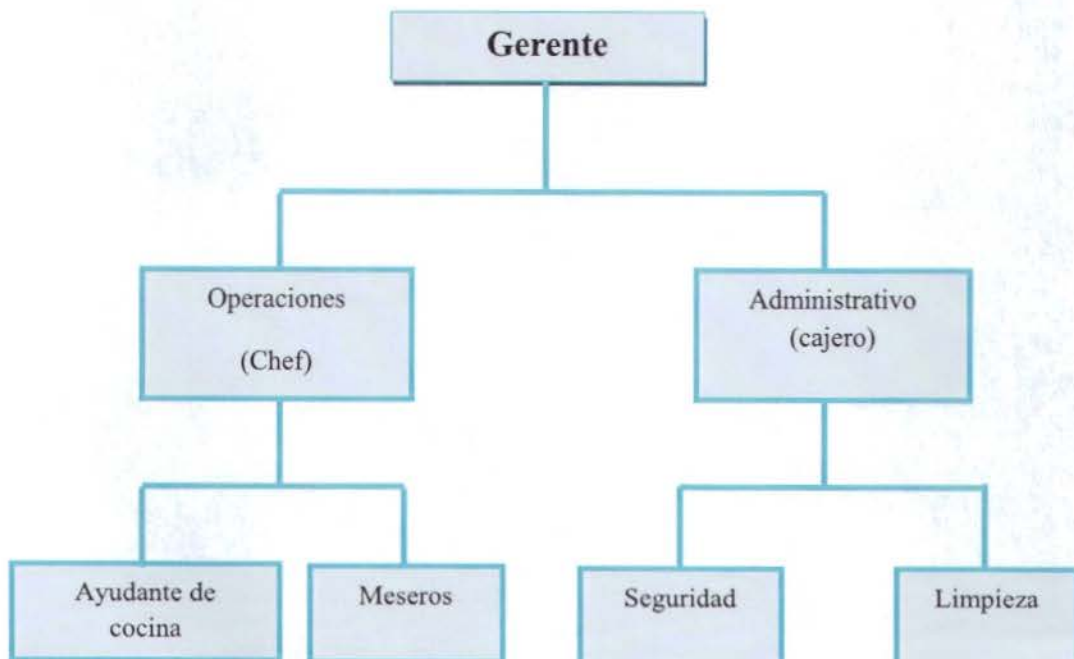 Gerente
Operaciones
(Chef)
Administrativo
(cajero)
Ayudante de
cocina
Meseros
Seguridad
Limpieza